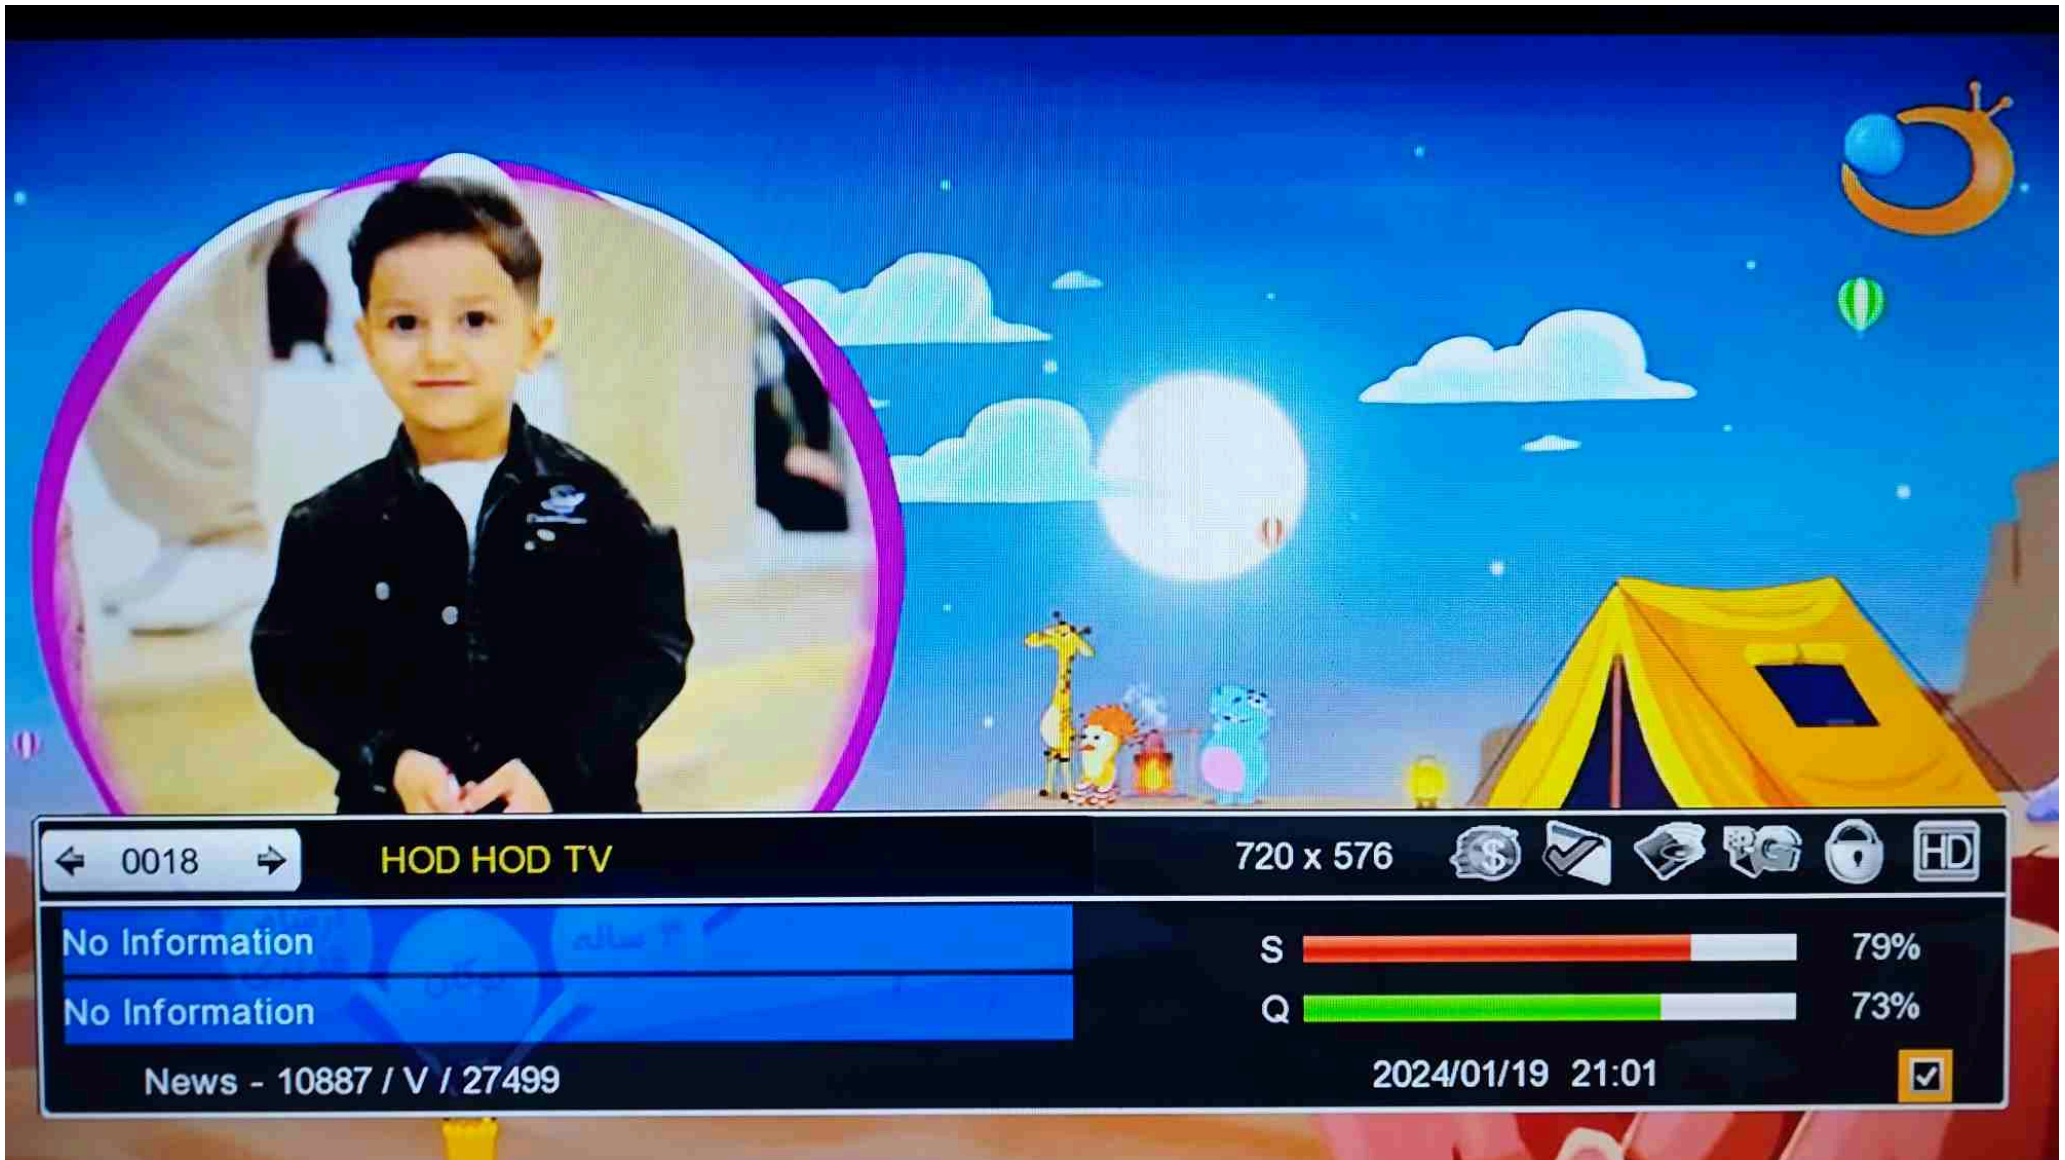 0018
HOD HOD TV
720 x 576
HD
No Information
S
79%
No Information
Q
73%
News - 10887 / V / 27499
2024/01/19 21:01